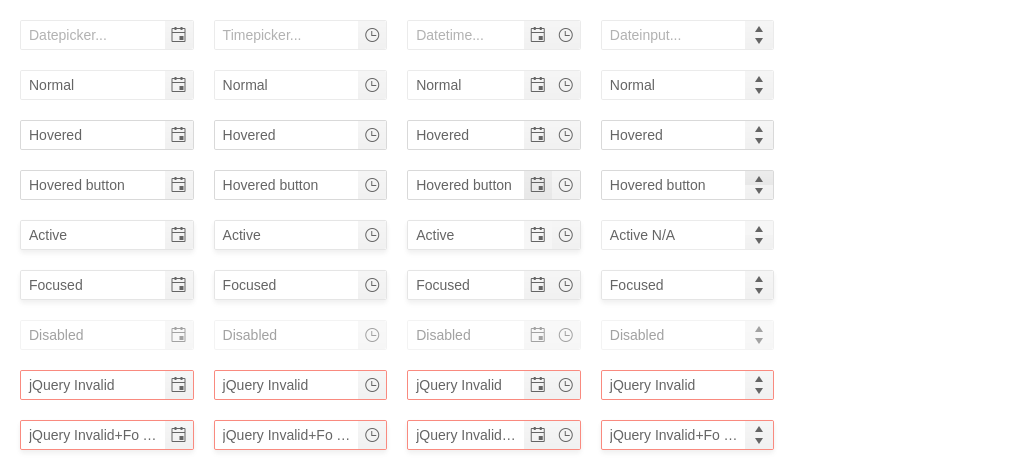 Datepicker... Timepicker... Datetime... Dateinput...
Normal Normal Normal Normal
Hovered Hovered Hovered Hovered
Hovered button Hovered button Hovered button Hovered button
Active Active Active Active N/A
Focused Focused Focused Focused
Disabled Disabled Disabled Disabled
jQuery Invalid jQuery Invalid jQuery Invalid jQuery Invalid
jQuery Invalid+Fo … jQuery Invalid+Fo … jQuery Invalid… jQuery Invalid+Fo …